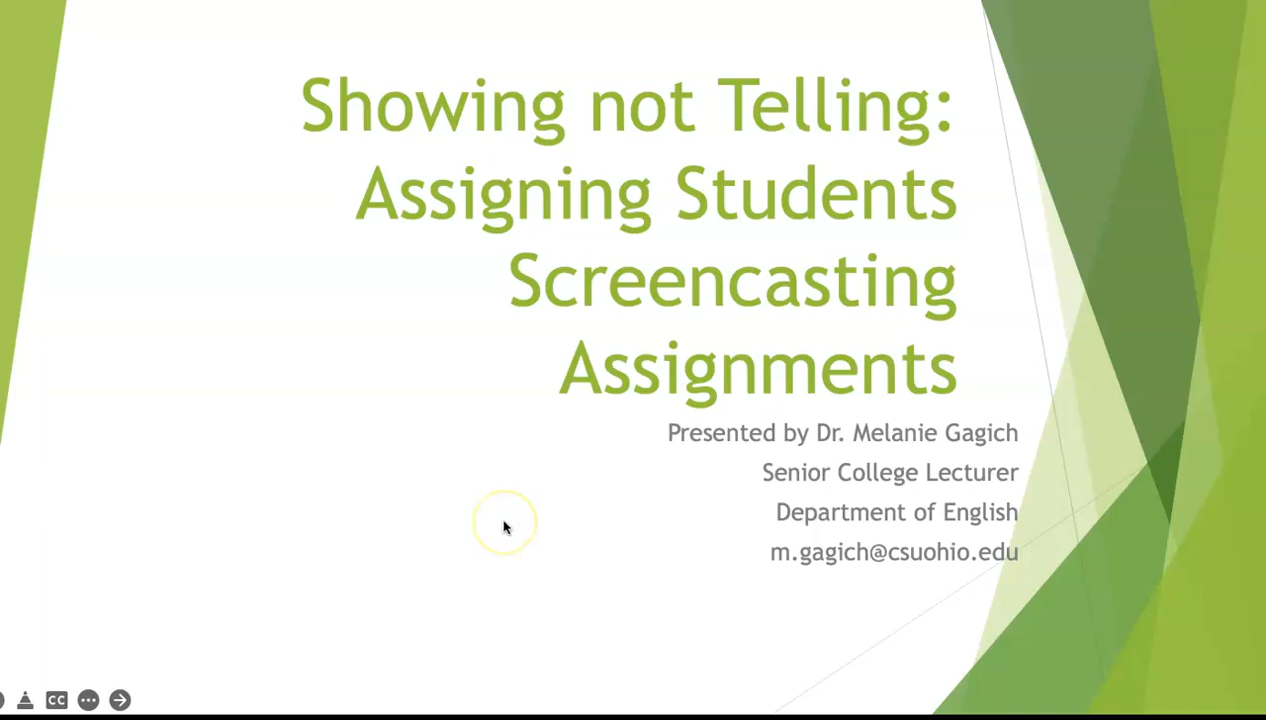 Showing not Telling:
Assigning Students
Screencasting
Assignments
Presented by Dr. Melanie Gagich
Senior College Lecturer
Department of English
m.gagich@csuohio.edu
CC